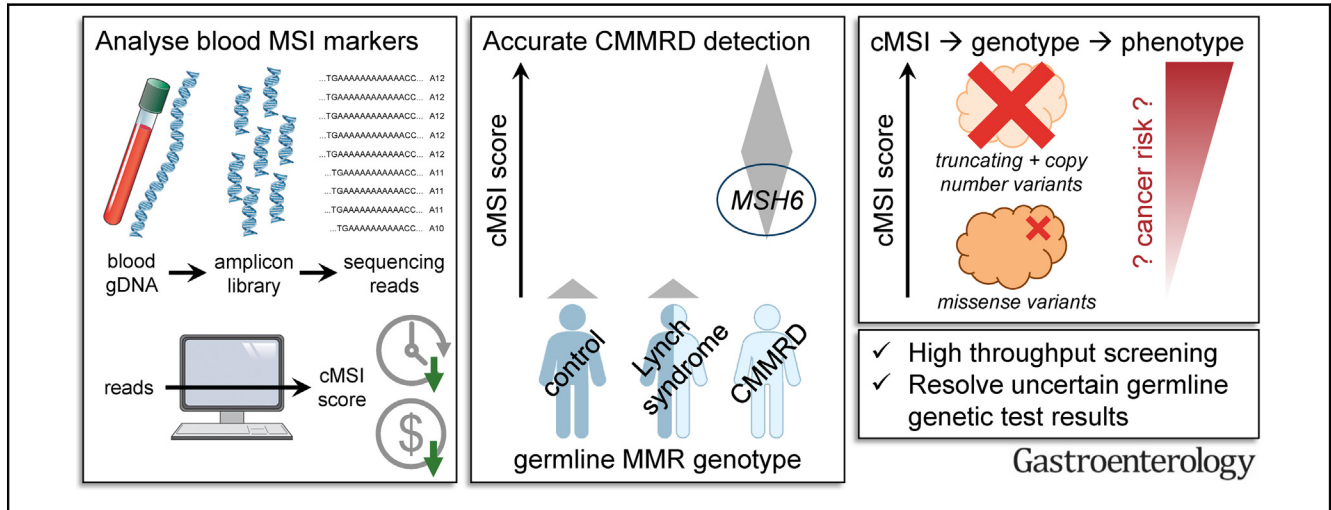 Analyse blood MSI markers
...TGAAAAAAAAAAAACC... A12
...TGAAAAAAAAAAAACC... A12
...TGAAAAAAAAAAAACC... A12
...TGAAAAAAAAAAAACC... A12
...TGAAAAAAAAAAAACC... A12
...TGAAAAAAAAAAACC... A11
...TGAAAAAAAAAAACC... A11
...TGAAAAAAAAAAACC... A11
...TGAAAAAAAAAACC... A10
blood
gDNA
amplicon
library
sequencing
reads
reads
cMSI
score
$
Accurate CMMRD detection
cMSI score
MSH6
control
Lynch
syndrome
CMMRD
germline MMR genotype
cMSI → genotype → phenotype
cMSI score
truncating + copy
number variants
missense variants
? cancer risk ?
✓ High throughput screening
✓ Resolve uncertain germline
genetic test results
Gastroenterology